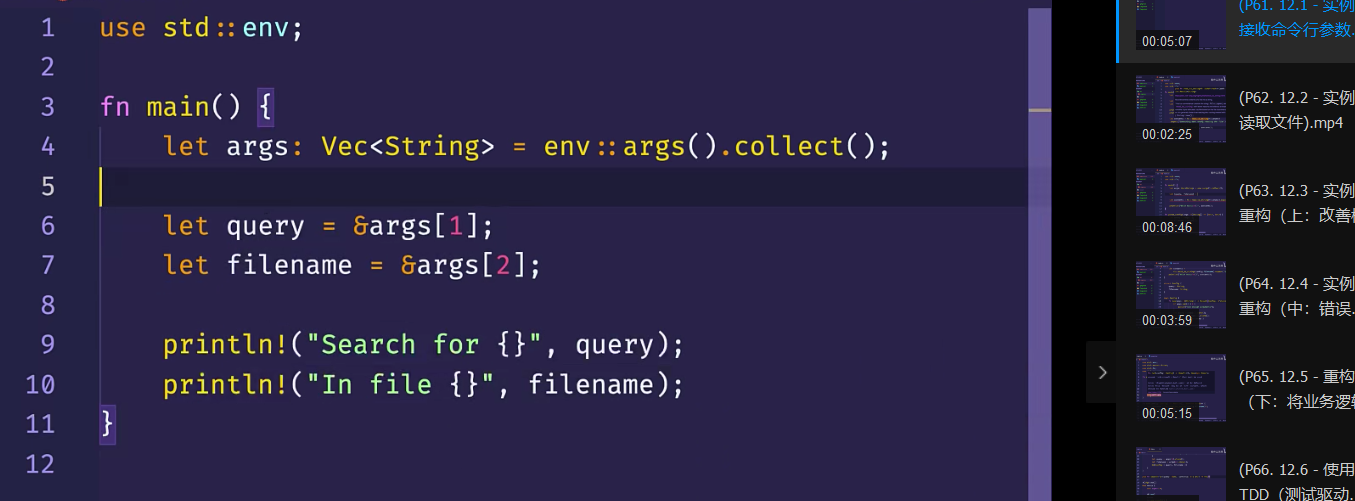 1 use std::env;
2
3 fn main() {
4     let args: Vec<String> = env::args().collect();
5
6     let query = &args[1];
7     let filename = &args[2];
8
9     println!("Search for {}", query);
10     println!("In file {}", filename);
11 }
12
(P61. 12.1 - 实例
接收命令行参数.
00:05:07
(P62. 12.2 - 实例
读取文件).mp4
00:02:25
(P63. 12.3 - 实例
重构（上：改善
00:08:46
(P64. 12.4 - 实例
重构（中：错误.
00:03:59
(P65. 12.5 - 重构
（下：将业务逻辑
00:05:15
(P66. 12.6 - 使用
TDD（测试驱动.